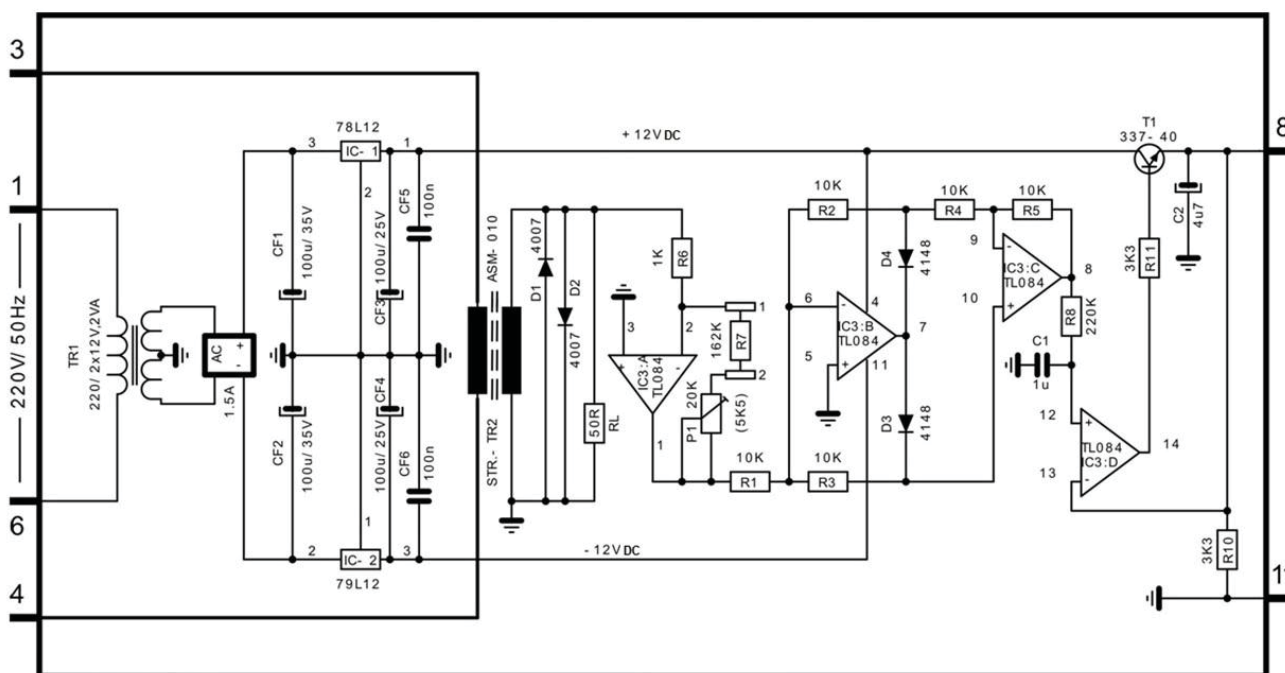 3
1
220V/ 50Hz
6
4
TR1
220/ 2x12V,2VA
AC
+
-
1.5A
78L12
3
IC- 1
1
2
CF1
100u/ 35V
CF3
100u/ 25V
CF5
100n
CF2
100u/ 35V
CF4
100u/ 25V
CF6
100n
1
2
IC- 2
3
79L12
+ 12V DC
- 12V DC
STR.- TR2
ASM- 010
D1
4007
D2
4007
50R
RL
1K
R6
3
2
+
-
IC3:A
TL084
1
1
162K
R7
2
P1
20K
(5K5)
10K
R1
10K
R2
10K
R3
6
-
4
IC3:B
TL084
7
5
+
11
D4
4148
D3
4148
10K
R4
10K
R5
9
-
IC3:C
TL084
8
10
+
R8
220K
C1
1u
12
+
TL084
IC3:D
14
13
-
T1
337- 40
3K3
R11
C2
4u7
3K3
R10
8